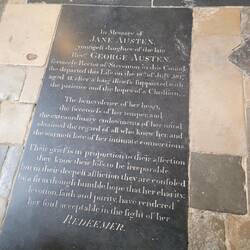 In Memory of
JANE AUSTEN,
youngest daughter of the late
Revd GEORGE AUSTEN,
formerly Rector of Steventon in this County
she departed this Life on the 18th of July 1817,
aged 41, after a long illness supported with
the patience and the hopes of a Christian.
The benevolence of her heart,
the sweetness of her temper, and
the extraordinary endowments of her mind
obtained the regard of all who knew her and
the warmest love of her intimate connections.
Their grief is in proportion to their affection
they know their loss to be irreparable,
but in their deepest affliction they are consoled
by a firm though humble hope that her charity,
devotion, faith and purity have rendered
her soul acceptable in the sight of her
REDEEMER.